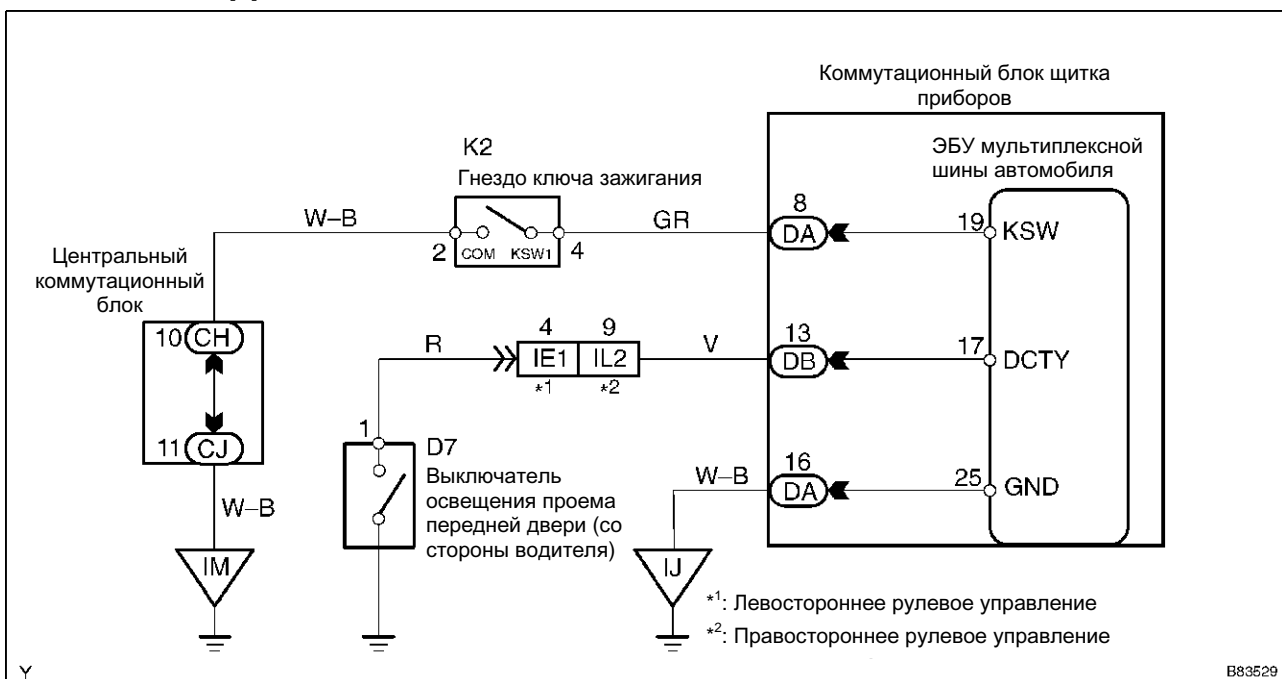 Коммутационный блок щитка
приборов
ЭБУ мультиплексной
шины автомобиля
K2
Гнездо ключа зажигания
W–B
2
COM
KSW1
4
GR
8
DA
19
KSW
Центральный
коммутационный
блок
10
CH
11
CJ
W–B
IM
R
4
IE1
*1
9
IL2
*2
V
13
DB
17
DCTY
1
D7
Выключатель
освещения проема
передней двери (со
стороны водителя)
W–B
16
DA
25
GND
IJ
*1: Левостороннее рулевое управление
*2: Правостороннее рулевое управление
Y
B83529